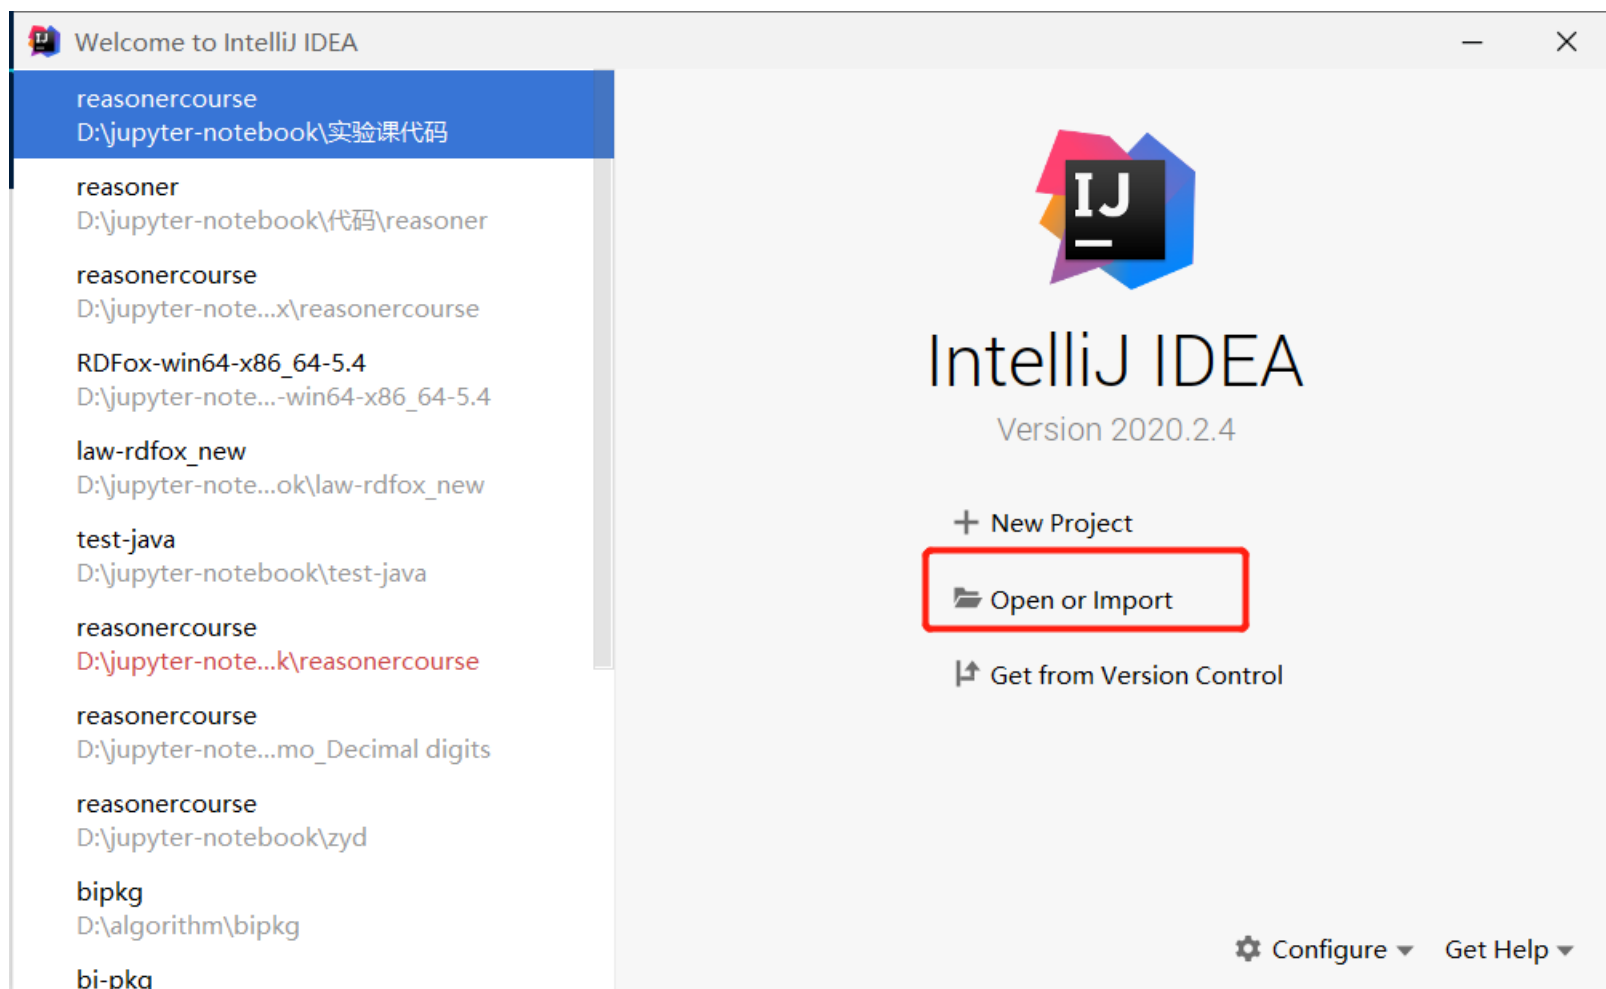 Welcome to IntelliJ IDEA
reasonercourse
D:\jupyter-notebook\实验课代码
reasoner
D:\jupyter-notebook\代码\reasoner
reasonercourse
D:\jupyter-note...x\reasonercourse
RDFox-win64-x86_64-5.4
D:\jupyter-note...-win64-x86_64-5.4
law-rdfox_new
D:\jupyter-note...ok\law-rdfox_new
test-java
D:\jupyter-notebook\test-java
reasonercourse
D:\jupyter-note...k\reasonercourse
reasonercourse
D:\jupyter-note...mo_Decimal digits
reasonercourse
D:\jupyter-notebook\zyd
bipkg
D:\algorithm\bipkg
bi-pkg
IJ
IntelliJ IDEA
Version 2020.2.4
New Project
Open or Import
Get from Version Control
Configure
Get Help